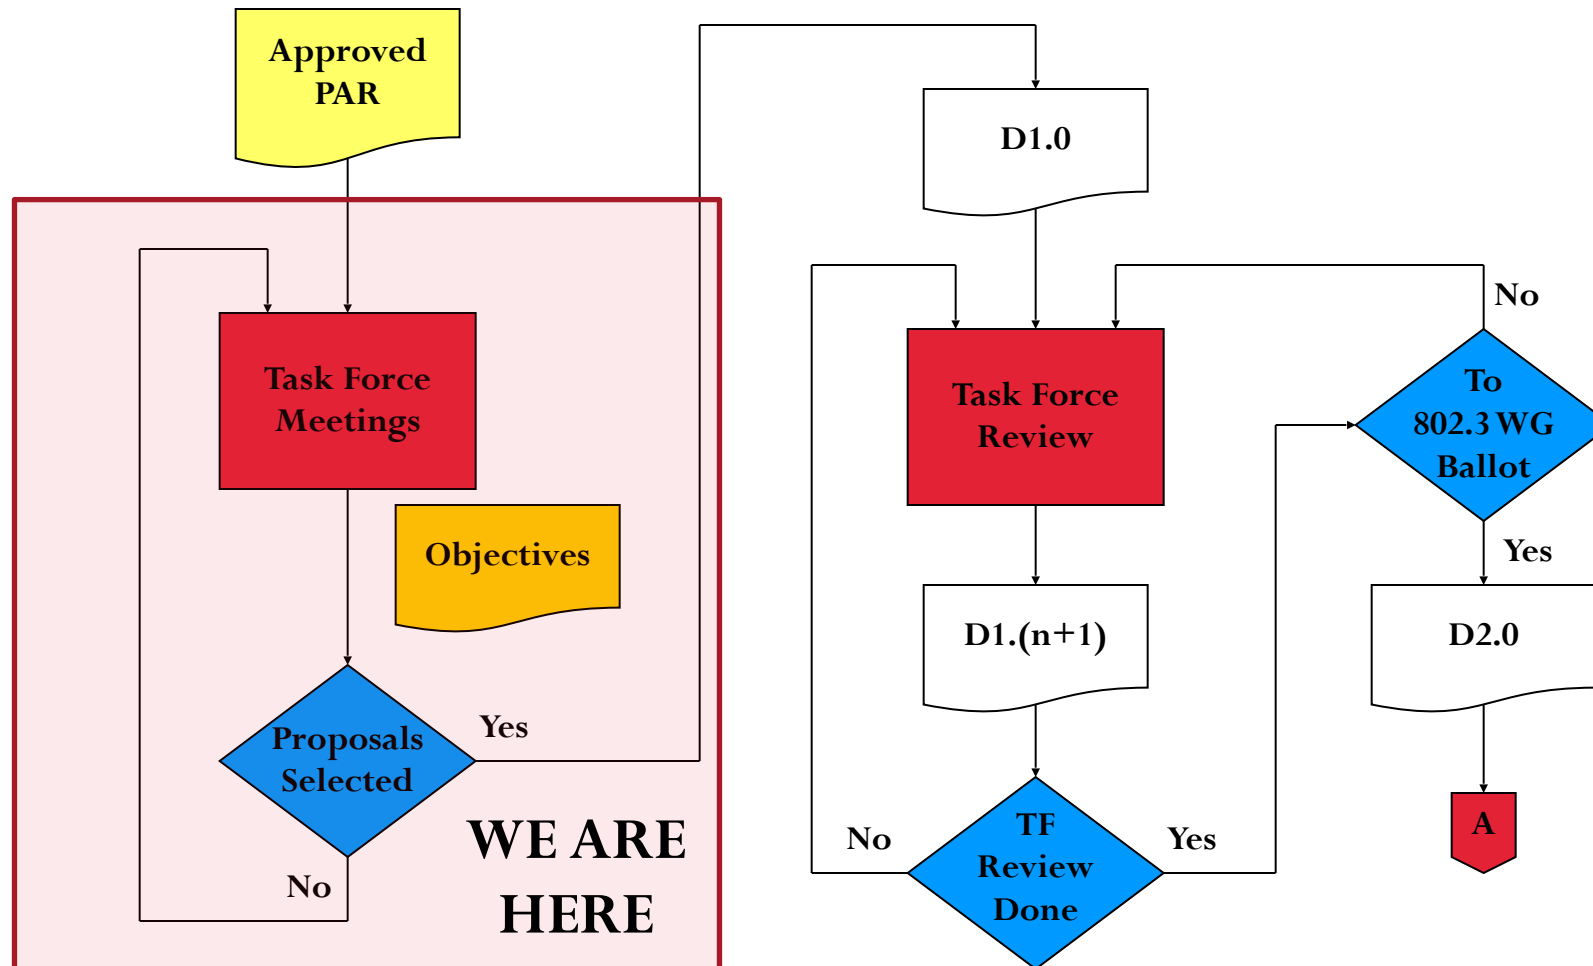 Approved
PAR
Task Force
Meetings
Objectives
Proposals
Selected
Yes
No
WE ARE
HERE
D1.0
Task Force
Review
D1.(n+1)
TF
Review
Done
No
Yes
To
802.3 WG
Ballot
No
Yes
D2.0
A